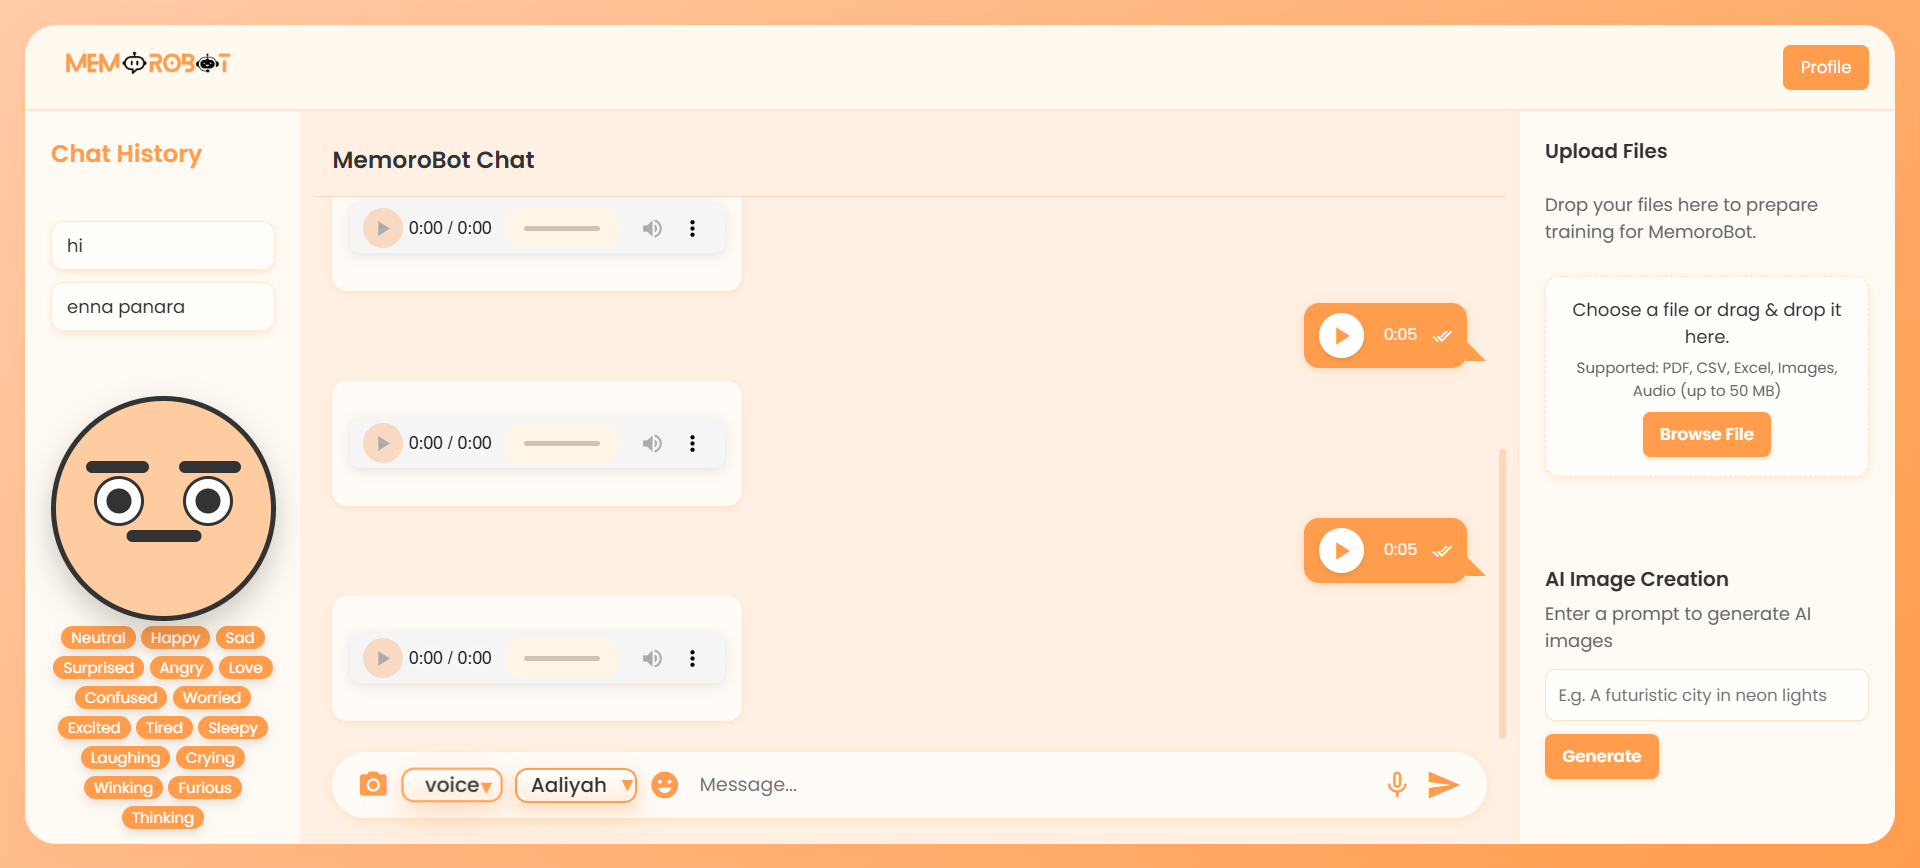 MEMOROBOT
Profile
Chat History
hi
enna panara
Neutral Happy Sad
Surprised Angry Love
Confused Worried
Excited Tired Sleepy
Laughing Crying
Winking Furious
Thinking
MemoroBot Chat
0:00 / 0:00
0:05
0:00 / 0:00
0:05
0:00 / 0:00
voice
Aaliyah
Message...
Upload Files
Drop your files here to prepare
training for MemoroBot.
Choose a file or drag & drop it
here.
Supported: PDF, CSV, Excel, Images,
Audio (up to 50 MB)
Browse File
AI Image Creation
Enter a prompt to generate AI
images
E.g. A futuristic city in neon lights
Generate